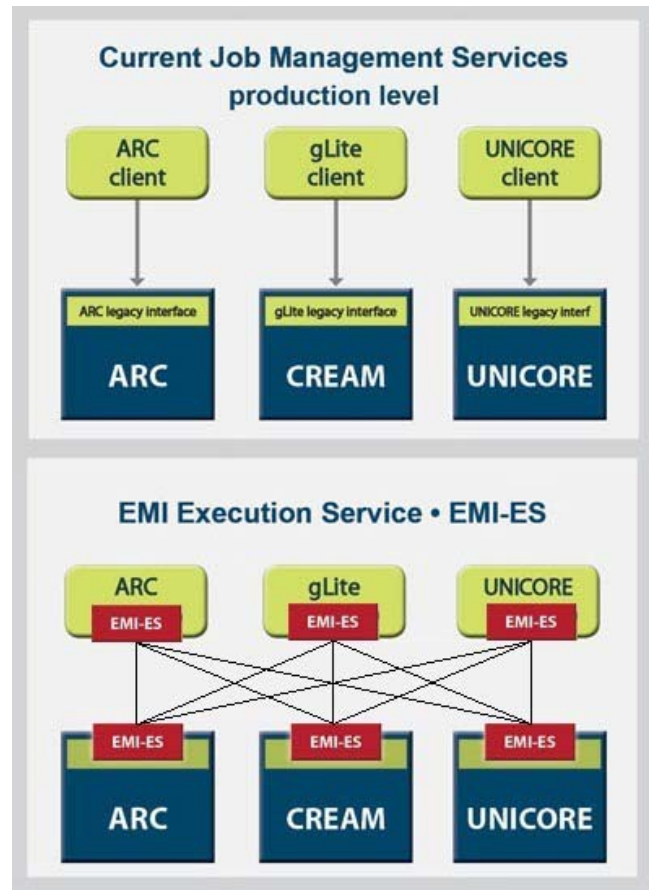 Current Job Management Services
production level
ARC
client
gLite
client
UNICORE
client
ARC legacy interface
gLite legacy interface
UNICORE legacy interf
ARC
CREAM
UNICORE
EMI Execution Service • EMI-ES
ARC
gLite
UNICORE
EMI-ES
EMI-ES
EMI-ES
EMI-ES
EMI-ES
EMI-ES
ARC
CREAM
UNICORE